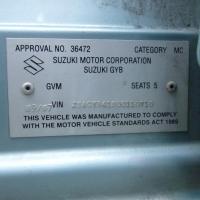 APPROVAL NO. 36472 CATEGORY MC
SUZUKI MOTOR CORPORATION
SUZUKI GYB
GVM SEATS 5
VIN
THIS VEHICLE WAS MANUFACTURED TO COMPLY
WITH THE MOTOR VEHICLE STANDARDS ACT 1989